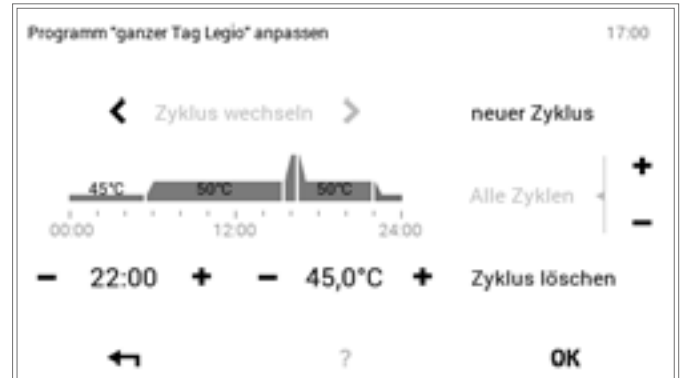 Programm "ganzer Tag Legio" anpassen 17:00
Zyklus wechseln neuer Zyklus
45°C 50°C 50°C
Alle Zyklen
00:00 12:00 24:00
22:00 45,0°C Zyklus löschen
? OK